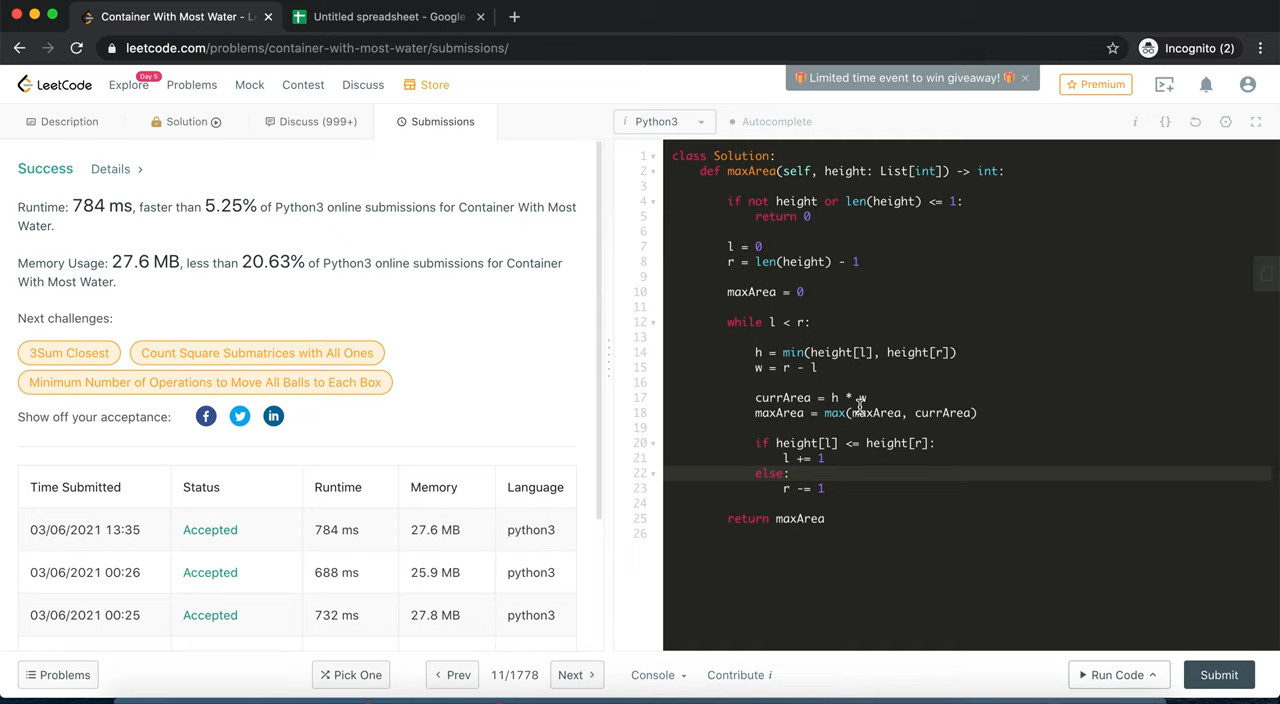 Container With Most Water - L
Untitled spreadsheet - Google
leetcode.com/problems/container-with-most-water/submissions/
Incognito (2)
LeetCode
Explore
Day 5
Problems
Mock
Contest
Discuss
Store
Limited time event to win giveaway!
Premium
Description
Solution
Discuss (999+)
Submissions
i Python3
Autocomplete
i {}
Success
Details
Runtime: 784 ms, faster than 5.25% of Python3 online submissions for Container With Most
Water.
Memory Usage: 27.6 MB, less than 20.63% of Python3 online submissions for Container
With Most Water.
Next challenges:
3Sum Closest
Count Square Submatrices with All Ones
Minimum Number of Operations to Move All Balls to Each Box
Show off your acceptance:
Time Submitted Status Runtime Memory Language
03/06/2021 13:35 Accepted 784 ms 27.6 MB python3
03/06/2021 00:26 Accepted 688 ms 25.9 MB python3
03/06/2021 00:25 Accepted 732 ms 27.8 MB python3
1 class Solution:
2 def maxArea(self, height: List[int]) -> int:
3
4 if not height or len(height) <= 1:
5 return 0
6
7 l = 0
8 r = len(height) - 1
9
10 maxArea = 0
11
12 while l < r:
13
14 h = min(height[l], height[r])
15 w = r - l
16
17 currArea = h * w
18 maxArea = max(maxArea, currArea)
19
20 if height[l] <= height[r]:
21 l += 1
22 else:
23 r -= 1
24
25 return maxArea
26
Problems
Pick One
Prev
11/1778
Next
Console
Contribute i
Run Code
Submit